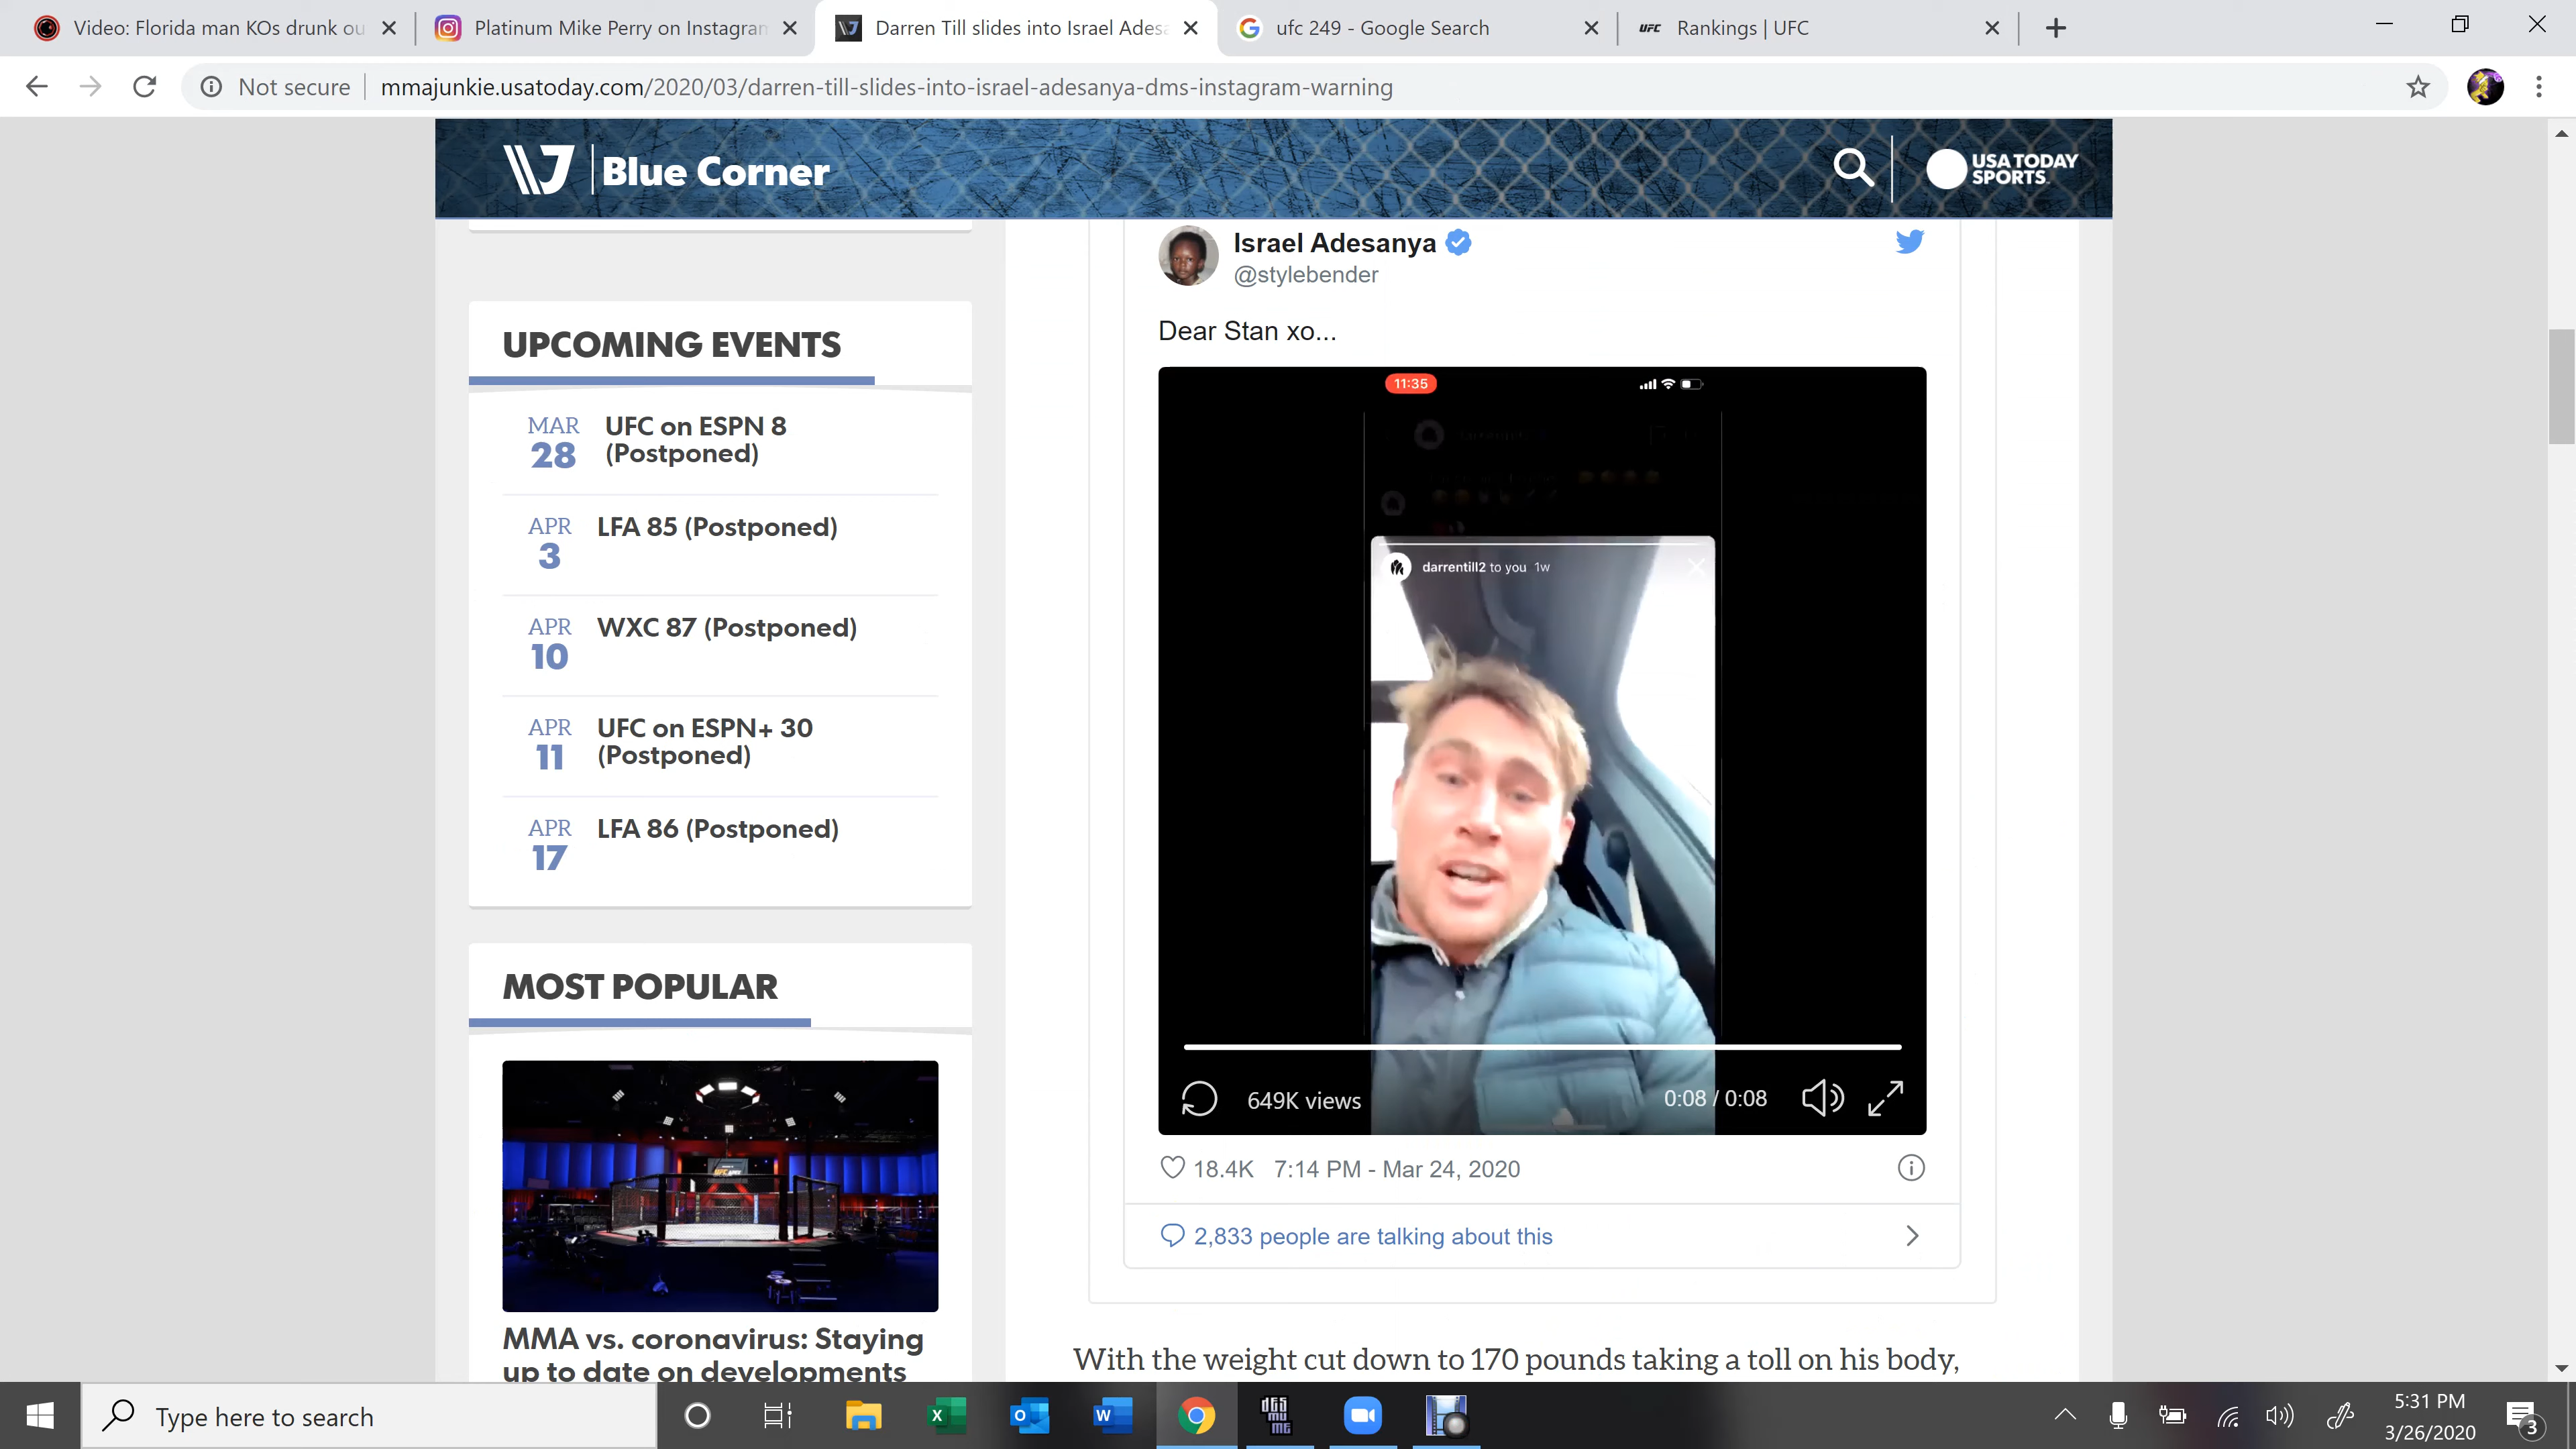 Video: Florida man KOs drunk ou
Platinum Mike Perry on Instagram
Darren Till slides into Israel Adesa
ufc 249 - Google Search
UFC Rankings | UFC
Not secure mmajunkie.usatoday.com/2020/03/darren-till-slides-into-israel-adesanya-dms-instagram-warning
Blue Corner
USA TODAY
SPORTS
UPCOMING EVENTS
MAR
28
UFC on ESPN 8
(Postponed)
APR
3
LFA 85 (Postponed)
APR
10
WXC 87 (Postponed)
APR
11
UFC on ESPN+ 30
(Postponed)
APR
17
LFA 86 (Postponed)
MOST POPULAR
MMA vs. coronavirus: Staying
up to date on developments
Israel Adesanya
@stylebender
Dear Stan xo...
11:35
darrentill2 to you 1w
649K views
0:08 / 0:08
18.4K 7:14 PM - Mar 24, 2020
2,833 people are talking about this
With the weight cut down to 170 pounds taking a toll on his body,
Type here to search
5:31 PM
3/26/2020
3